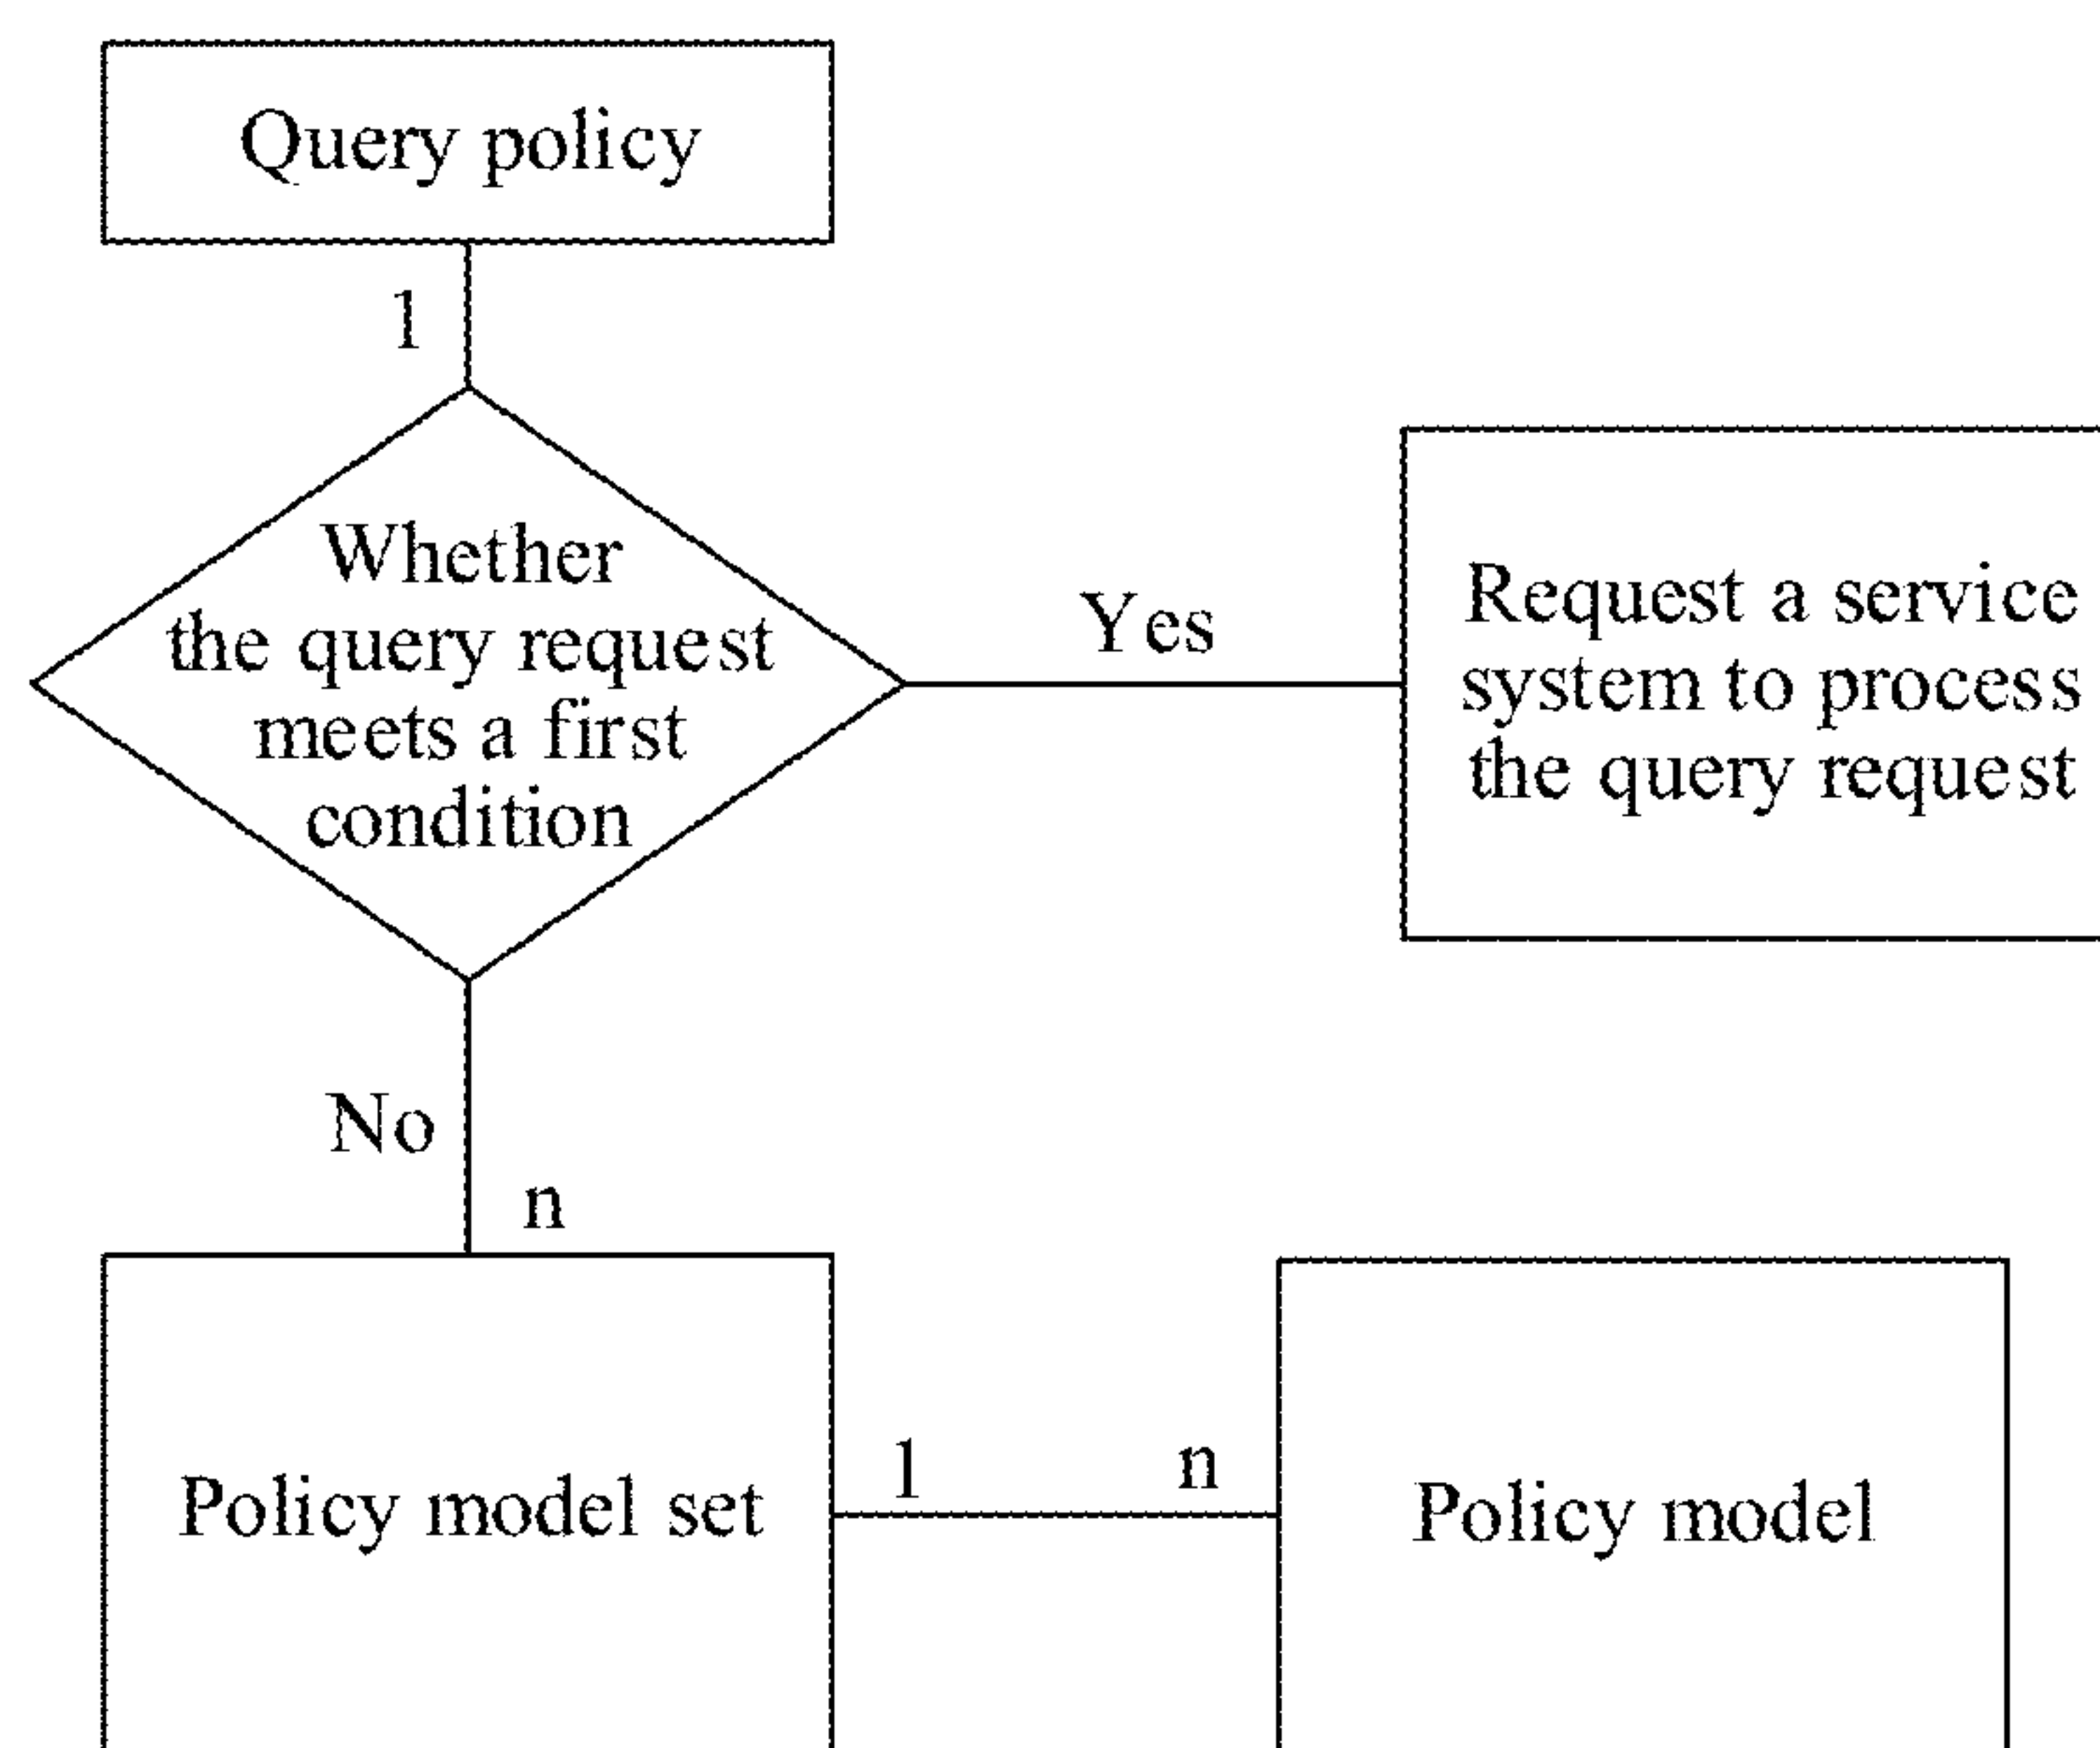 Query policy
1
Whether
the query request
meets a first
condition
Yes
Request a service
system to process
the query request
No
n
Policy model set
1
n
Policy model